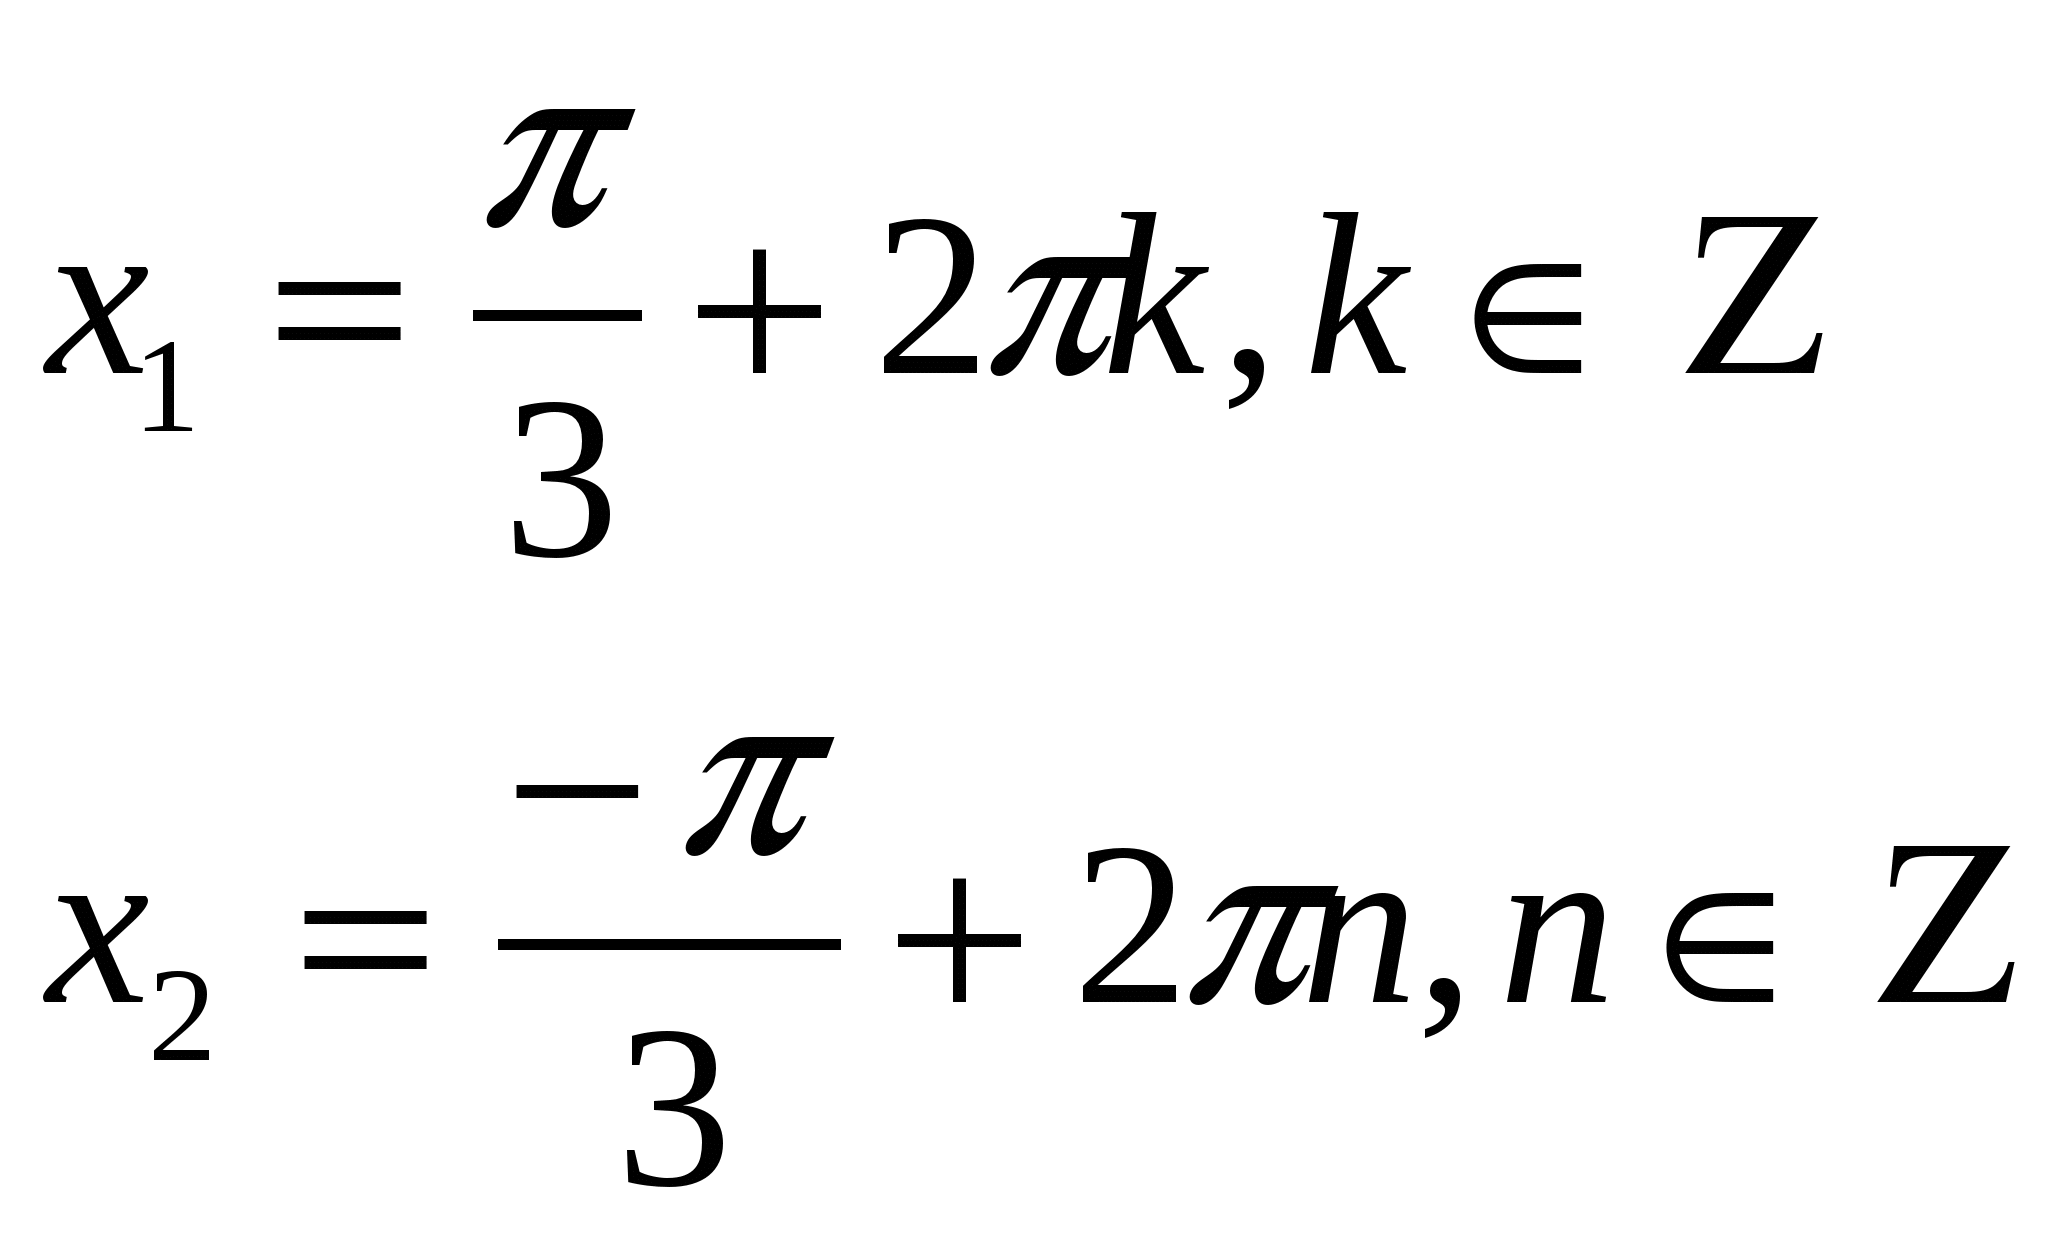 x₁ = π/3 + 2πk, k ∈ Z
x₂ = −π/3 + 2πn, n ∈ Z